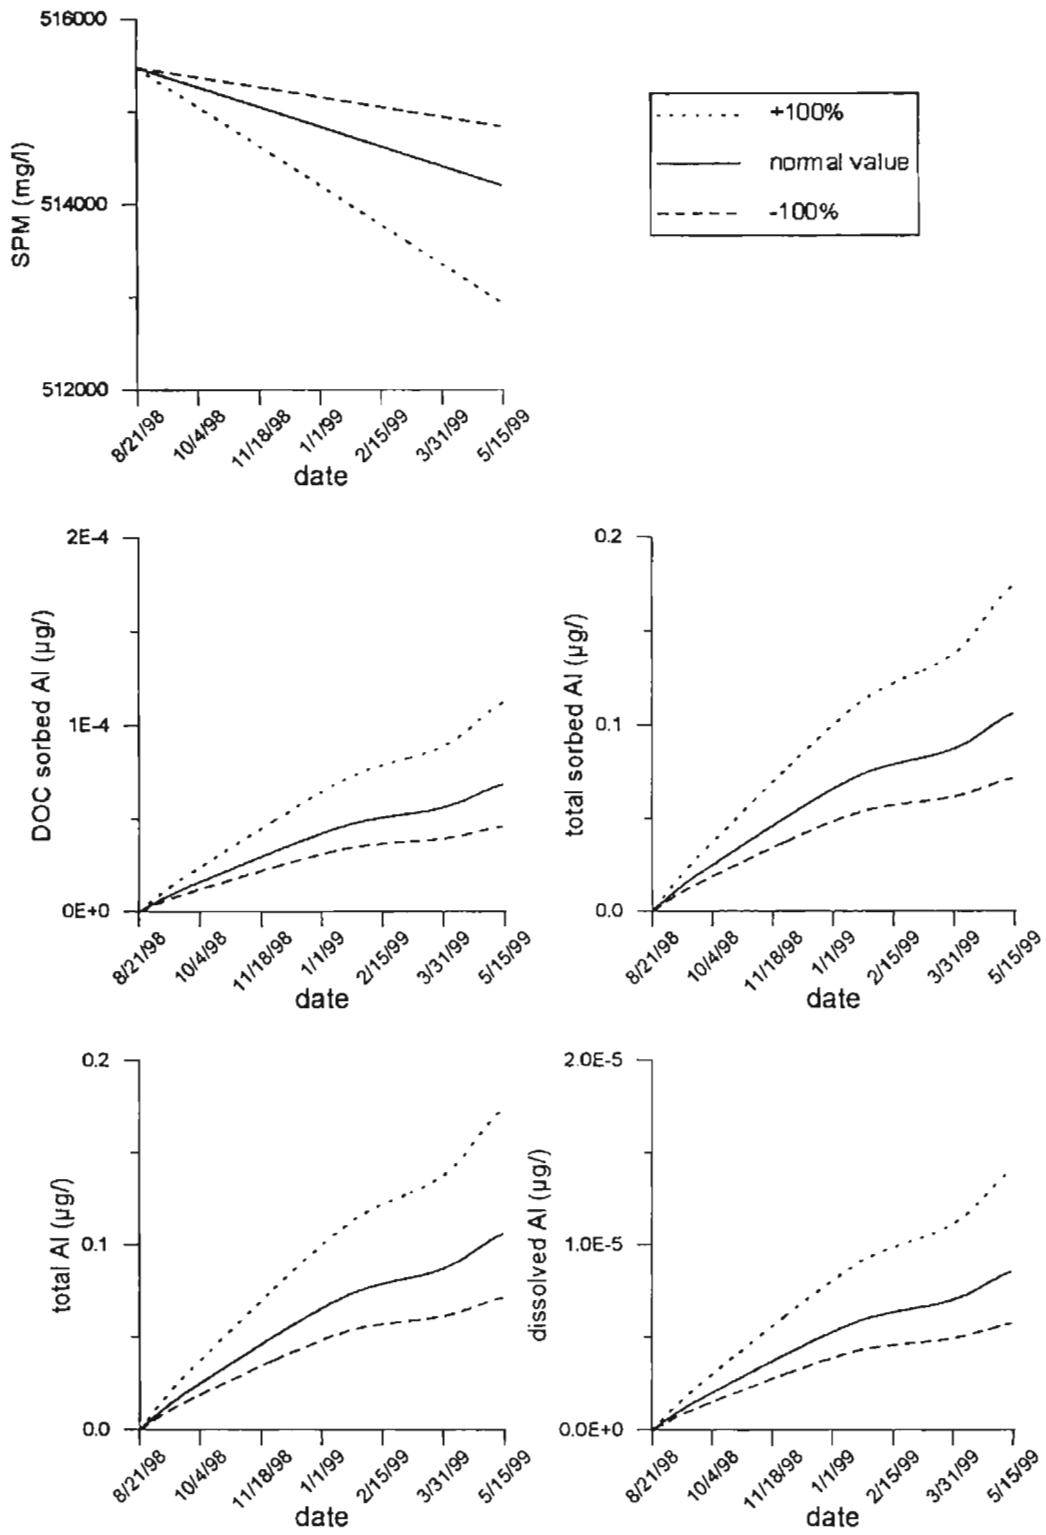 516000
514000
512000
SPM (mg/l)
8/21/98
10/4/98
11/18/98
1/1/99
2/15/99
3/31/99
5/15/99
date
+100%
normal value
-100%
2E-4
1E-4
0E+0
DOC sorbed Al (µg/)
8/21/98
10/4/98
11/18/98
1/1/99
2/15/99
3/31/99
5/15/99
date
0.2
0.1
0.0
total sorbed Al (µg/)
8/21/98
10/4/98
11/18/98
1/1/99
2/15/99
3/31/99
5/15/99
date
0.2
0.1
0.0
total Al (µg/)
8/21/98
10/4/98
11/18/98
1/1/99
2/15/99
3/31/99
5/15/99
date
2.0E-5
1.0E-5
0.0E+0
dissolved Al (µg/)
8/21/98
10/4/98
11/18/98
1/1/99
2/15/99
3/31/99
5/15/99
date